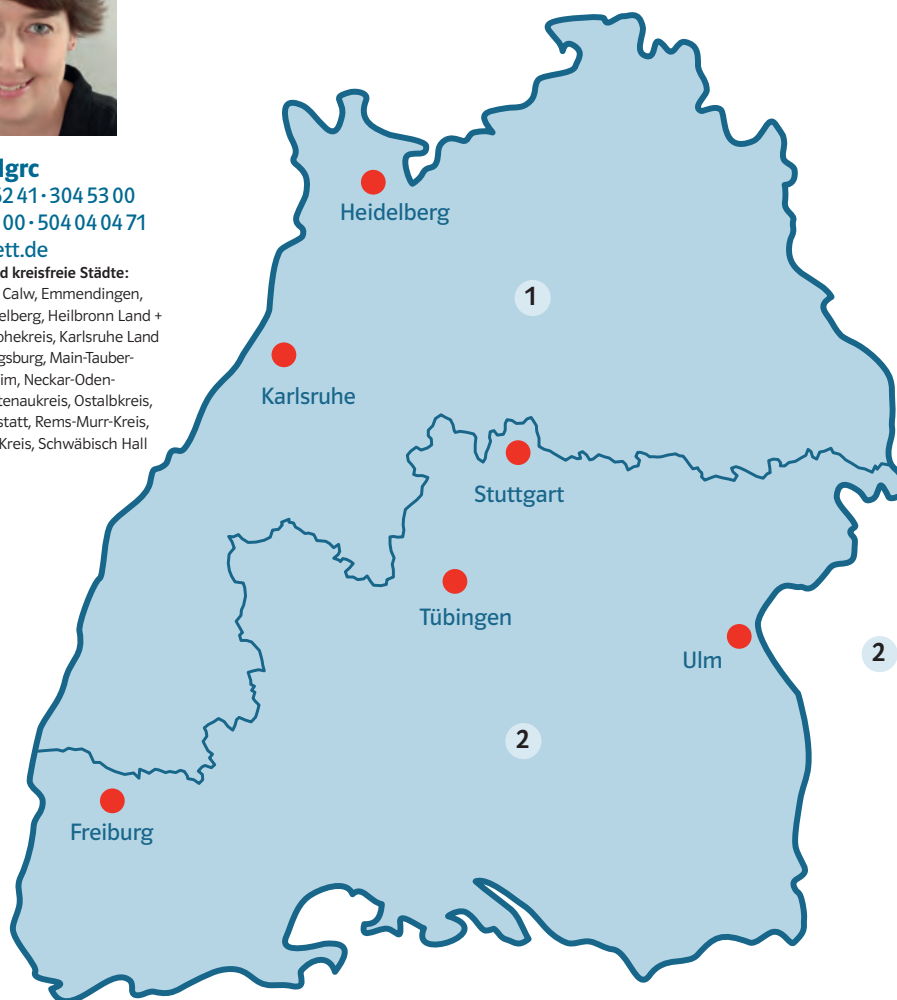 lgrc
52 41 · 304 53 00
00 · 504 04 04 71
ett.de
d kreisfreie Städte:
Calw, Emmendingen,
elberg, Heilbronn Land +
ohekreis, Karlsruhe Land
gsburg, Main-Tauber-
im, Neckar-Oden-
tenaukreis, Ostalbkreis,
statt, Rems-Murr-Kreis,
Kreis, Schwäbisch Hall
Heidelberg
1
Karlsruhe
Stuttgart
Tübingen
Ulm
2
2
Freiburg